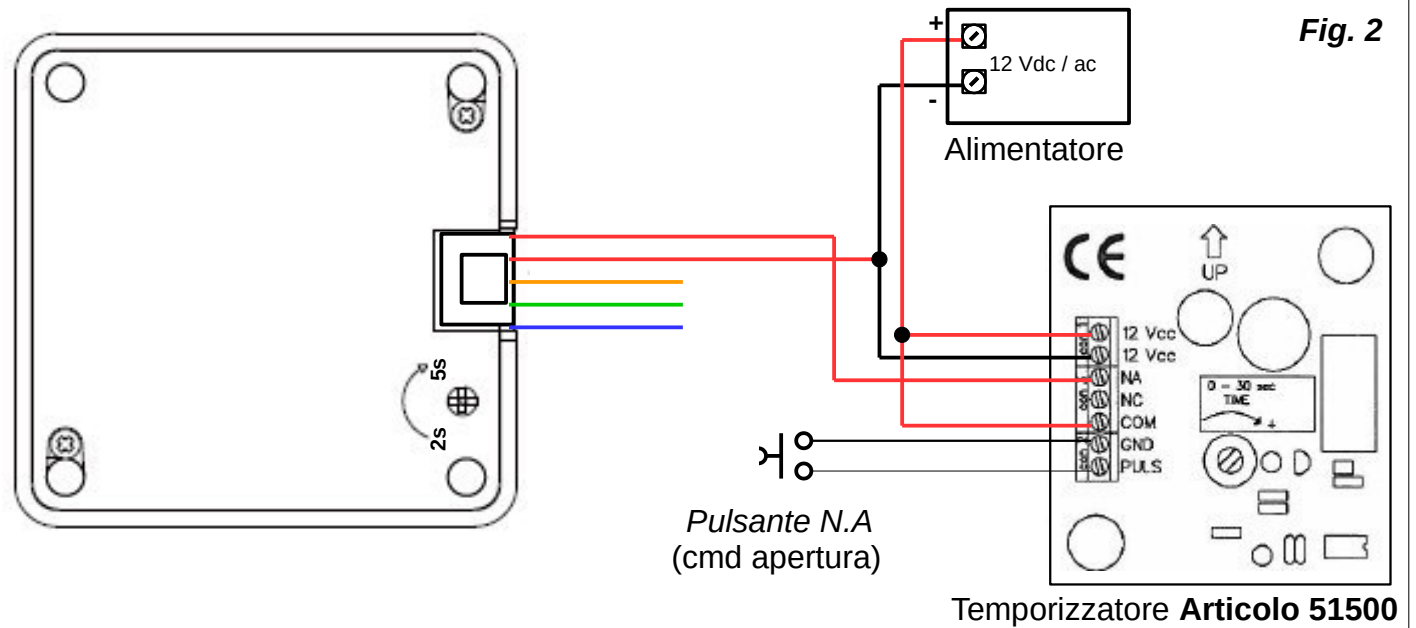 Fig. 2
+
12 Vdc / ac
-
Alimentatore
CE
UP
12 Vcc
12 Vcc
NA
NC
COM
GND
PULS
0 - 30 sec
TIME
+
5s
2s
Pulsante N.A
(cmd apertura)
Temporizzatore Articolo 51500